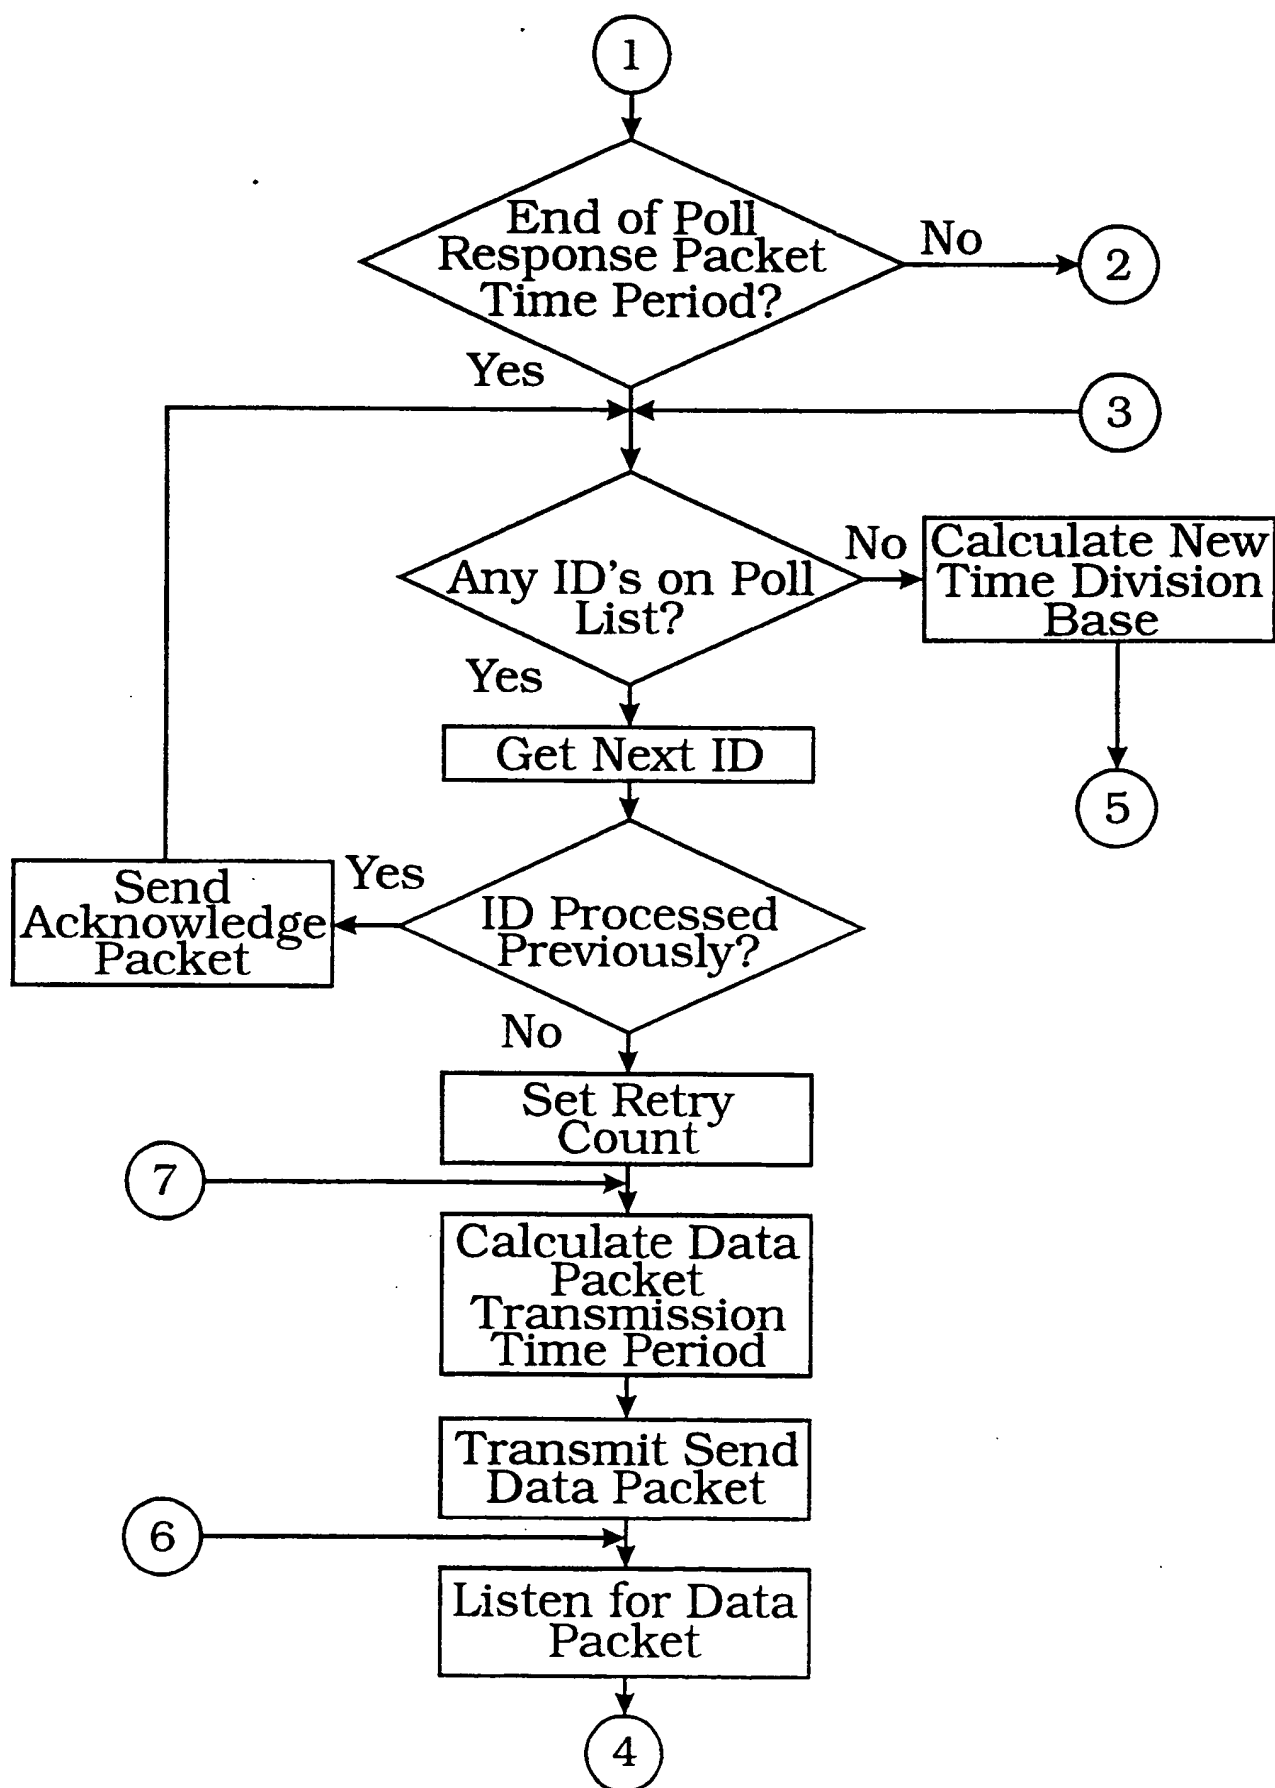 1
End of Poll
Response Packet
Time Period?
No
2
Yes
3
Any ID's on Poll
List?
No
Calculate New
Time Division
Base
Yes
Get Next ID
5
Send
Acknowledge
Packet
Yes
ID Processed
Previously?
No
Set Retry
Count
7
Calculate Data
Packet
Transmission
Time Period
Transmit Send
Data Packet
6
Listen for Data
Packet
4